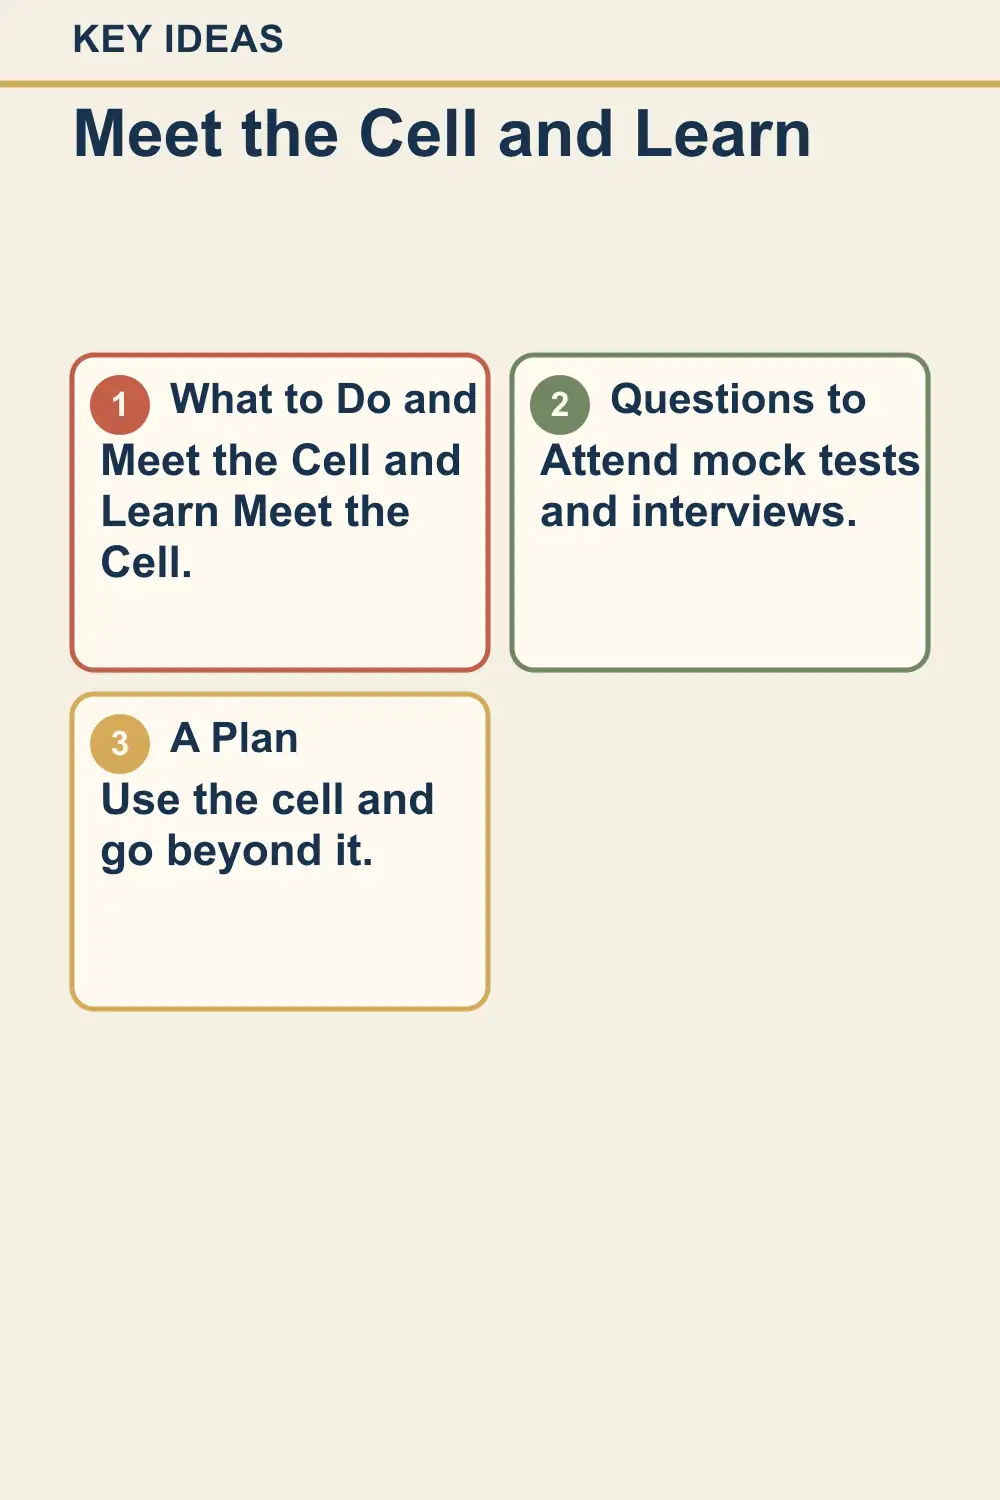 KEY IDEAS
Meet the Cell and Learn
1 What to Do and
Meet the Cell and
Learn Meet the
Cell.
2 Questions to
Attend mock tests
and interviews.
3 A Plan
Use the cell and
go beyond it.